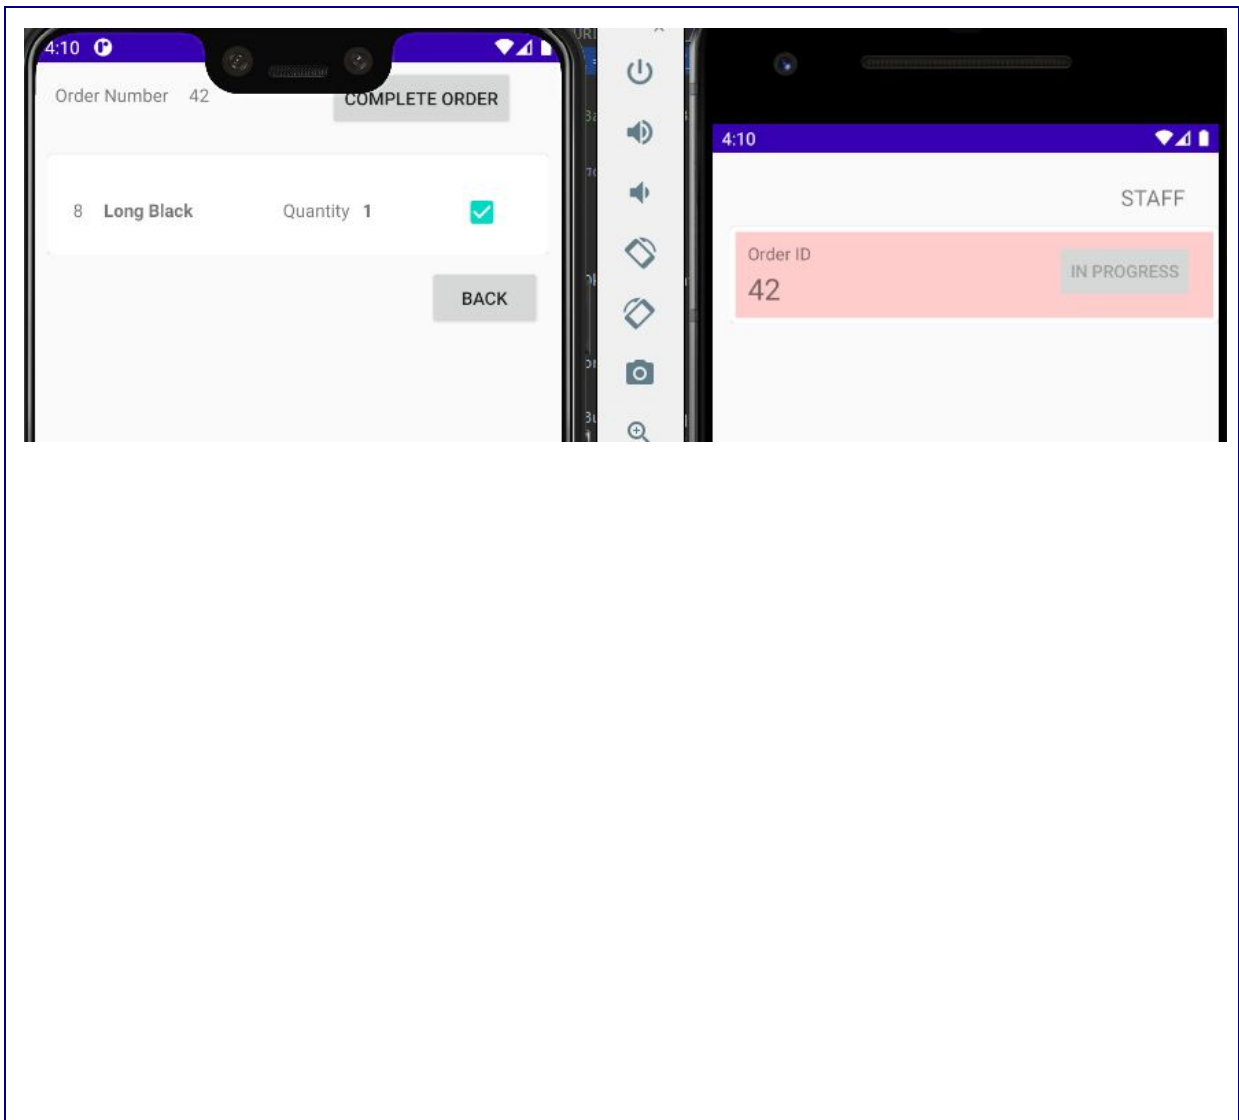 4:10
Order Number 42
COMPLETE ORDER
8 Long Black Quantity 1
BACK
4:10
STAFF
Order ID
42
IN PROGRESS